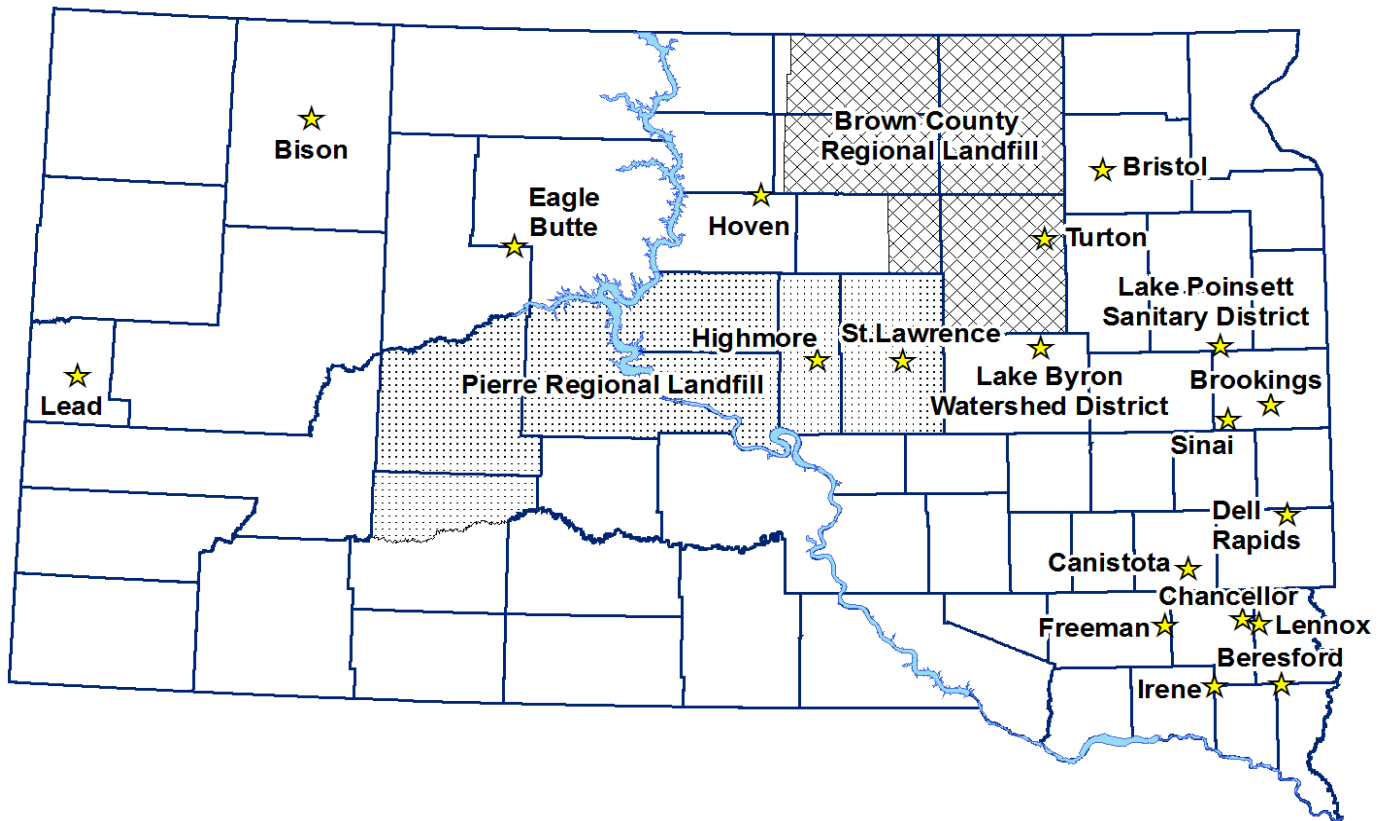 Brown County
Regional Landfill
Bison
Bristol
Eagle
Butte
Hoven
Turton
Lake Poinsett
Sanitary District
Highmore
St.Lawrence
Pierre Regional Landfill
Lake Byron
Watershed District
Brookings
Lead
Sinai
Dell
Rapids
Canistota
Chancellor
Freeman
Lennox
Beresford
Irene